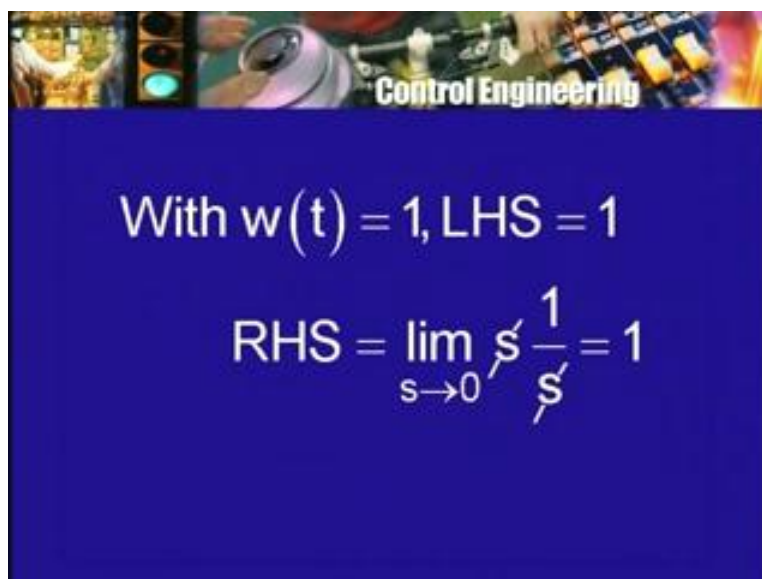 Control Engineering
With w(t) = 1, LHS = 1
RHS = lim s→0 s 1/s = 1